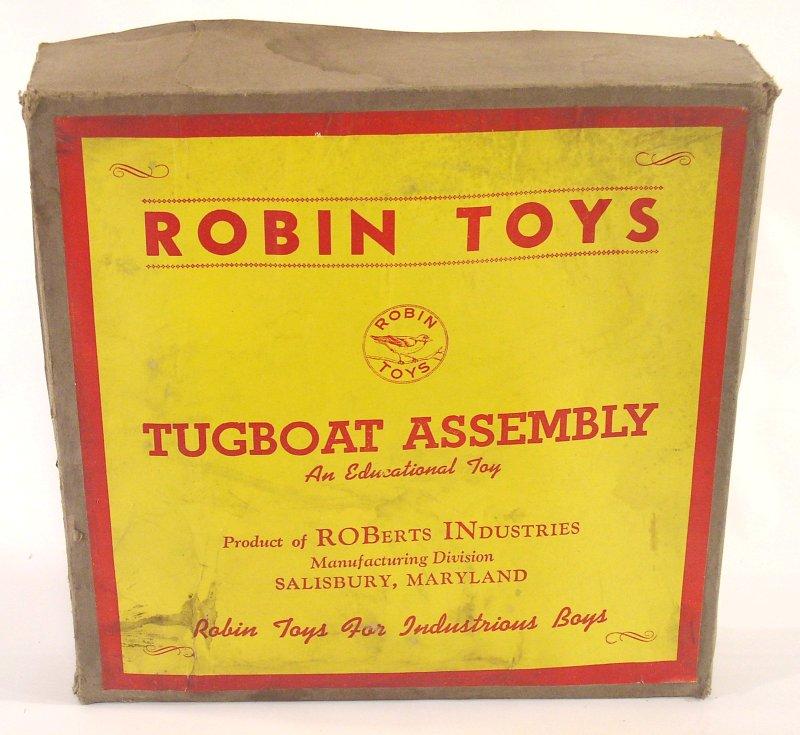 ROBIN TOYS
ROBIN
TOYS
TUGBOAT ASSEMBLY
An Educational Toy
Product of ROBERTS INDUSTRIES
Manufacturing Division
SALISBURY, MARYLAND
Robin Toys For Industrious Boys